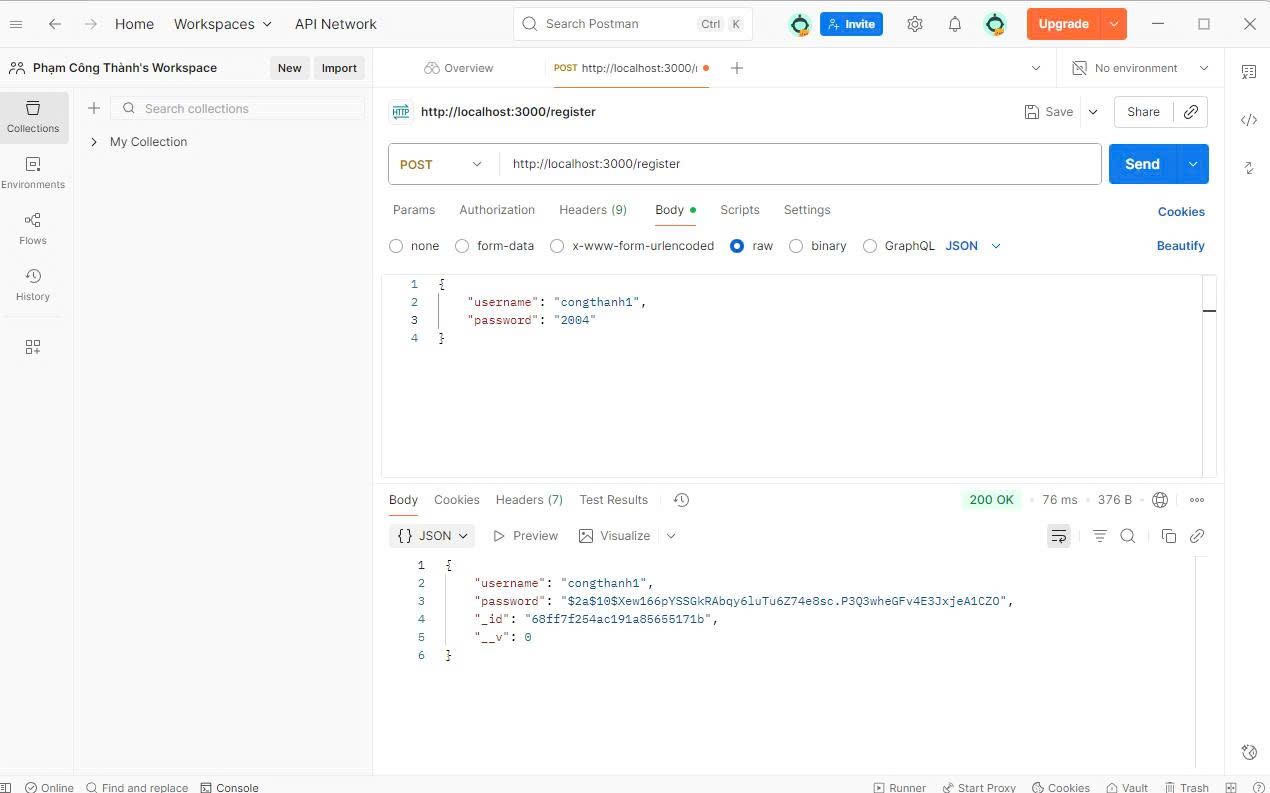 Home Workspaces API Network Search Postman Ctrl K Invite Upgrade
Phạm Công Thành's Workspace New Import Overview POST http://localhost:3000/r No environment
Collections
Search collections
My Collection
Environments
Flows
History
HTTP http://localhost:3000/register Save Share
POST http://localhost:3000/register Send
Params Authorization Headers (9) Body Scripts Settings Cookies
none form-data x-www-form-urlencoded raw binary GraphQL JSON Beautify
1 {
2 "username": "congthanh1",
3 "password": "2004"
4 }
Body Cookies Headers (7) Test Results 200 OK 76 ms 376 B
{} JSON Preview Visualize
1 {
2 "username": "congthanh1",
3 "password": "$2a$10$Xew166pYSSGkRAbqy6luTu6Z74e8sc.P3Q3wheGFv4E3JxjeA1CZO",
4 "_id": "68ff7f254ac191a85655171b",
5 "__v": 0
6 }
Online Find and replace Console Runner Start Proxy Cookies Vault Trash